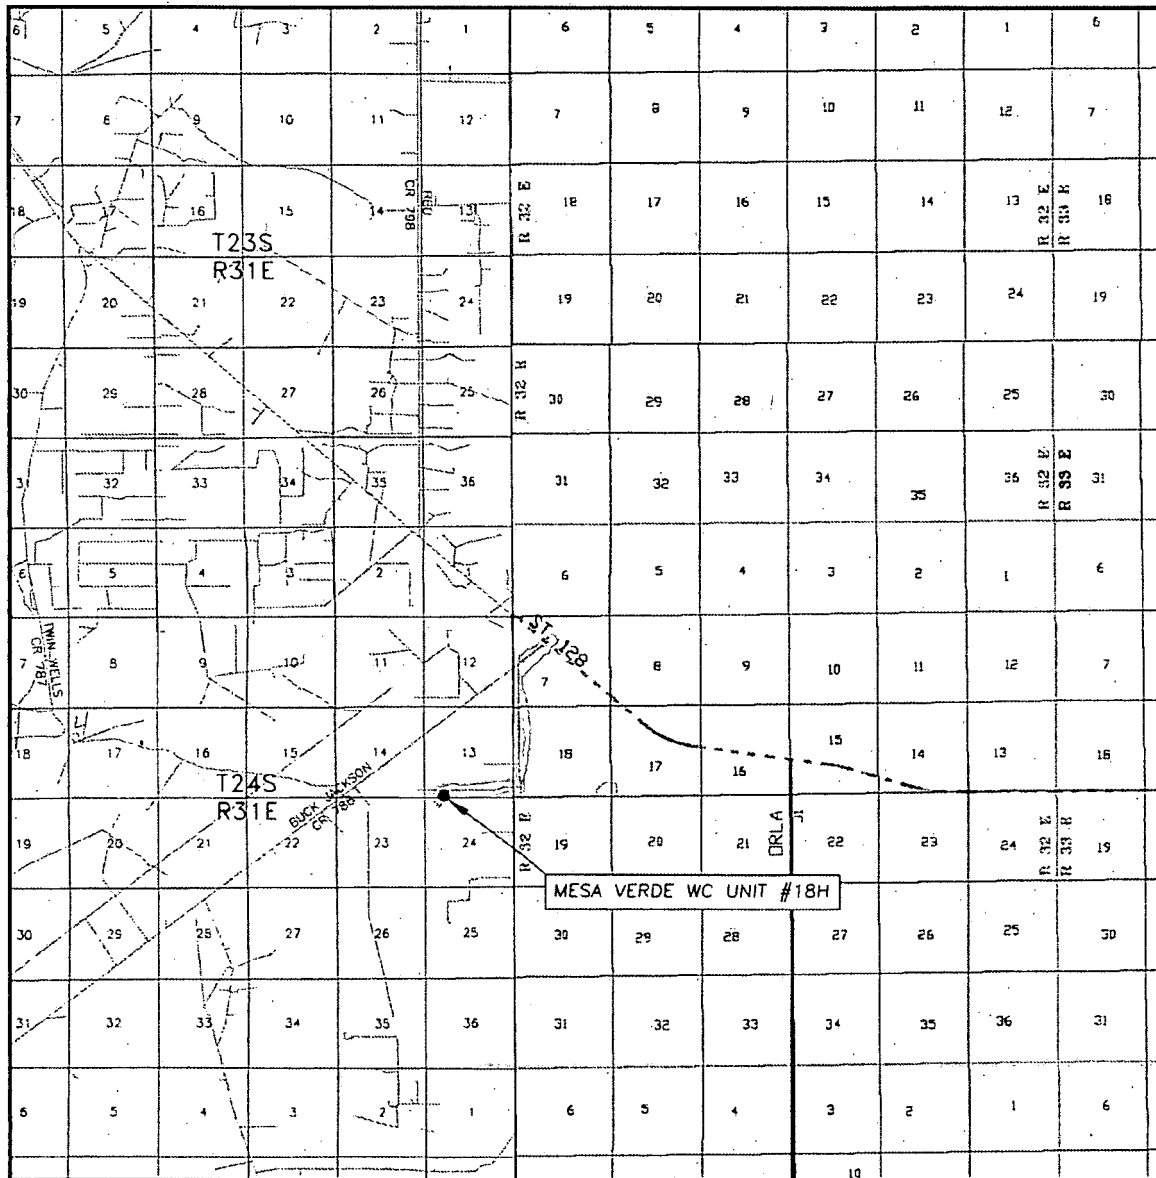 6 5 4 3 2 1 6 5 4 3 2 1 6
7 8 9 10 11 12 7 8 9 10 11 12 7
18 17 16 15 14 13 18 17 16 15 14 13 18
CR 798
R 32 E
R 32 E
R 33 E
T23S
R31E
19 20 21 22 23 24 19 20 21 22 23 24 19
30 29 28 27 26 25 30 29 28 27 26 25 30
R 32 E
31 32 33 34 35 36 31 32 33 34 35 36 31
R 32 E
R 33 E
6 5 4 3 2 6 5 4 3 2 1 6
ST 128
TWIN WELLS
CR 787
7 8 9 10 11 12 7 8 9 10 11 12 7
18 17 16 15 14 13 18 17 16 15 14 13 18
T24S
R31E
BUCK JACKSON
CR 786
19 20 21 22 23 24 19 20 21 22 23 24 19
R 32 E
ORLA
J1
R 32 E
R 33 E
MESA VERDE WC UNIT #18H
30 29 28 27 26 25 30 29 28 27 26 25 30
31 32 33 34 35 36 31 32 33 34 35 36 31
6 5 4 3 2 1 6 5 4 3 2 1 6
10